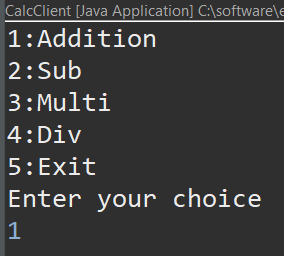 CalcClient [Java Application] C:\software\e
1:Addition
2:Sub
3:Multi
4:Div
5:Exit
Enter your choice
1